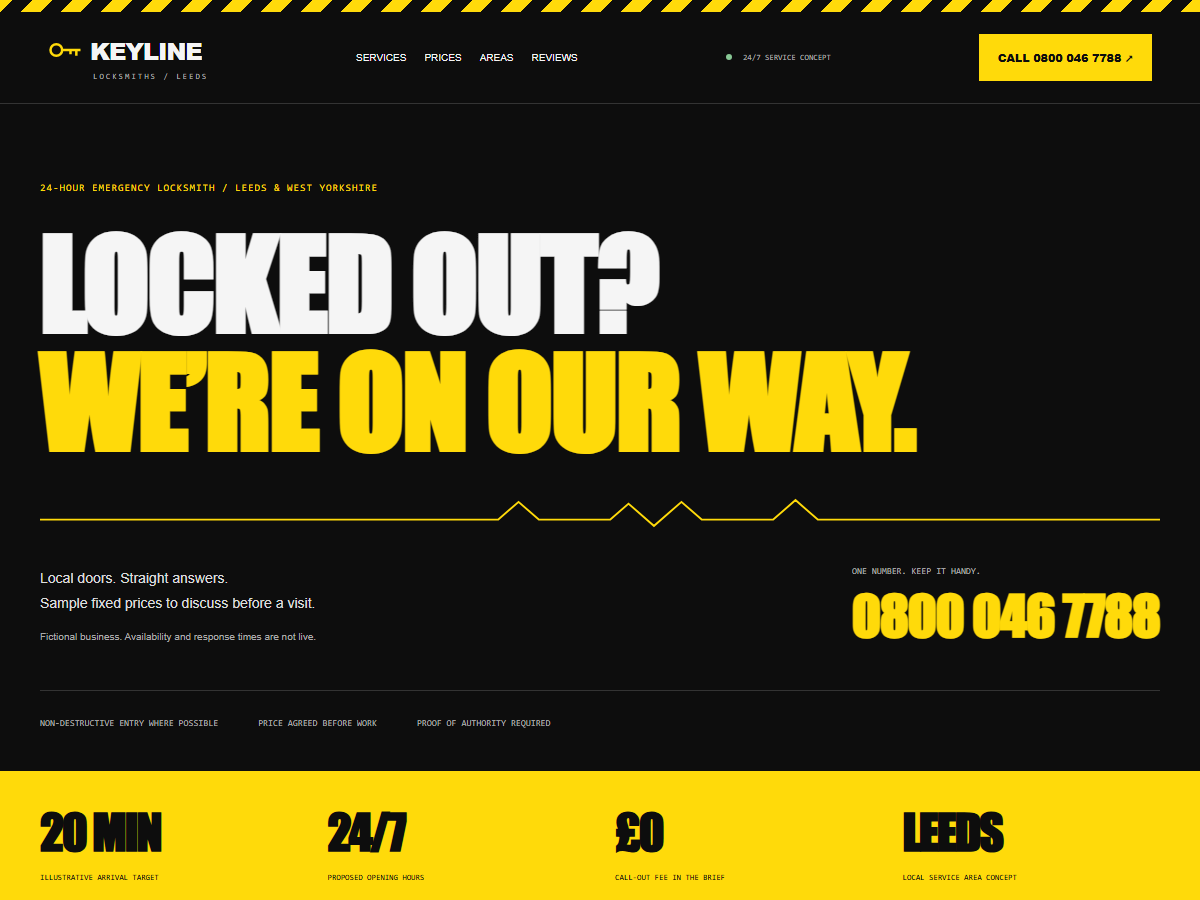 KEYLINE
LOCKSMITHS / LEEDS
SERVICES PRICES AREAS REVIEWS
24/7 SERVICE CONCEPT
CALL 0800 046 7788 ↗
24-HOUR EMERGENCY LOCKSMITH / LEEDS & WEST YORKSHIRE
LOCKED OUT?
WE’RE ON OUR WAY.
Local doors. Straight answers.
Sample fixed prices to discuss before a visit.
Fictional business. Availability and response times are not live.
ONE NUMBER. KEEP IT HANDY.
0800 046 7788
NON-DESTRUCTIVE ENTRY WHERE POSSIBLE PRICE AGREED BEFORE WORK PROOF OF AUTHORITY REQUIRED
20 MIN
ILLUSTRATIVE ARRIVAL TARGET
24/7
PROPOSED OPENING HOURS
£0
CALL-OUT FEE IN THE BRIEF
LEEDS
LOCAL SERVICE AREA CONCEPT